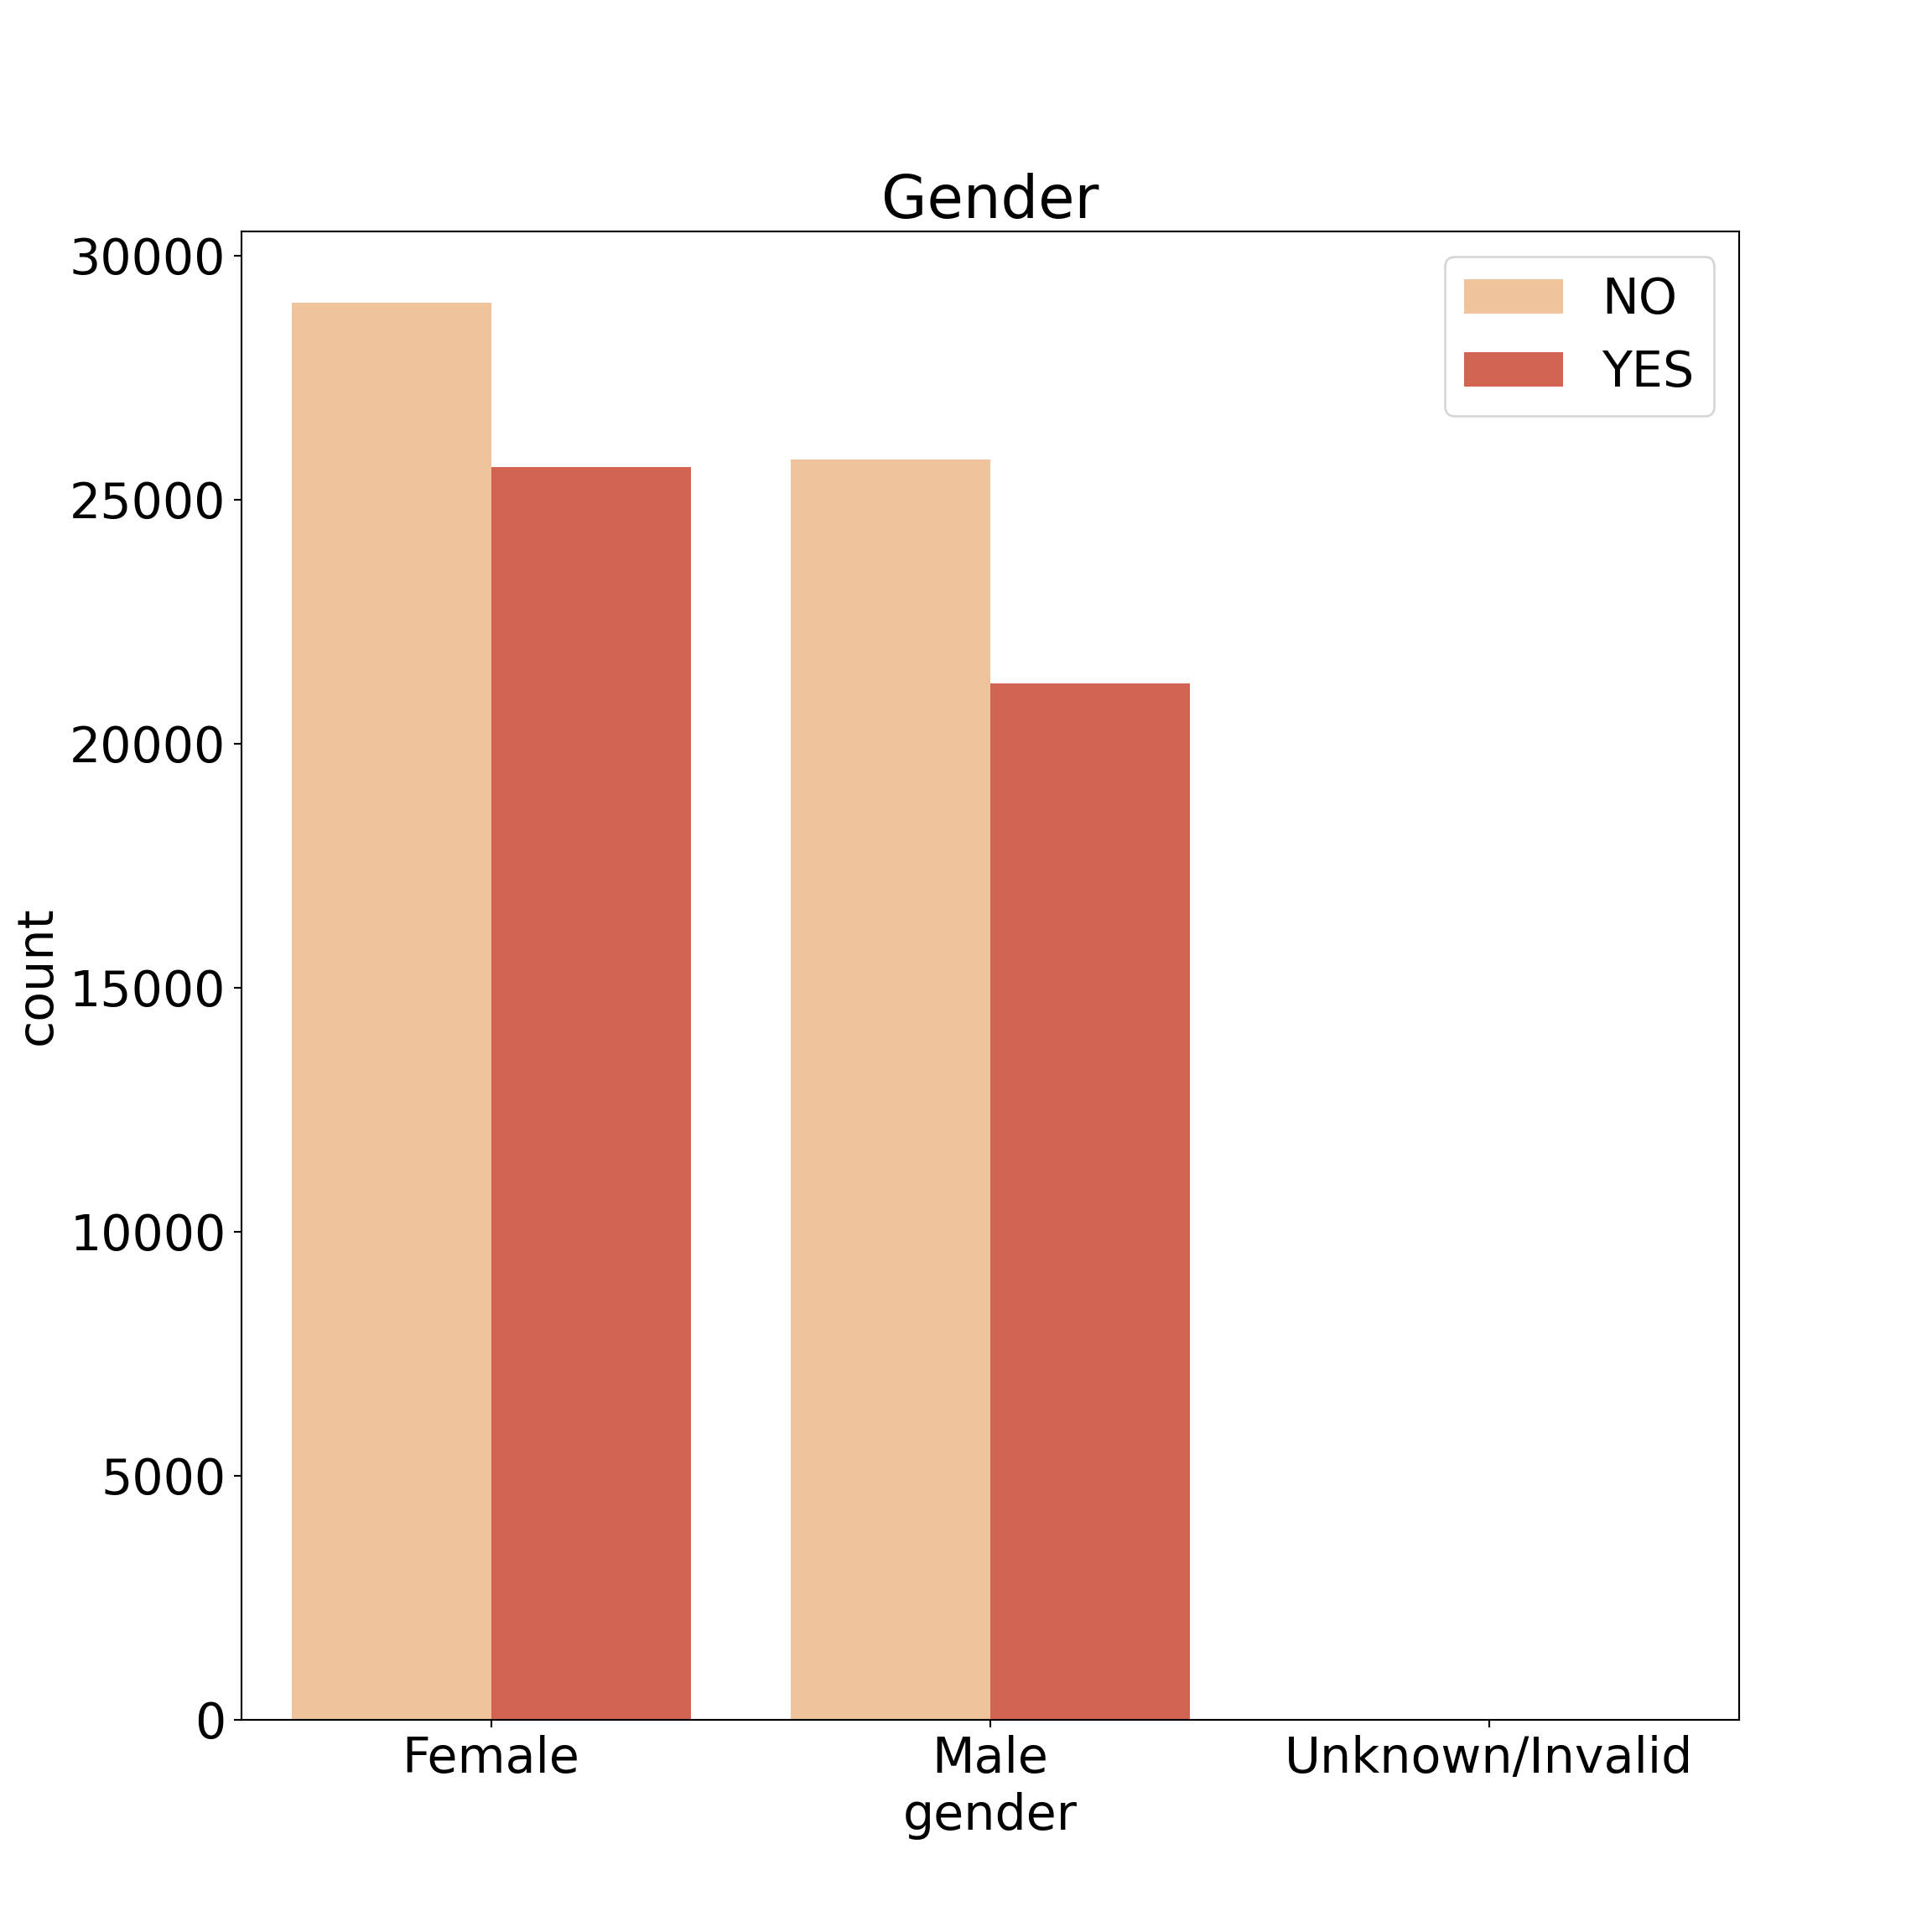 Gender
30000
25000
20000
15000
10000
5000
0
count
NO
YES
Female
Male
Unknown/Invalid
gender